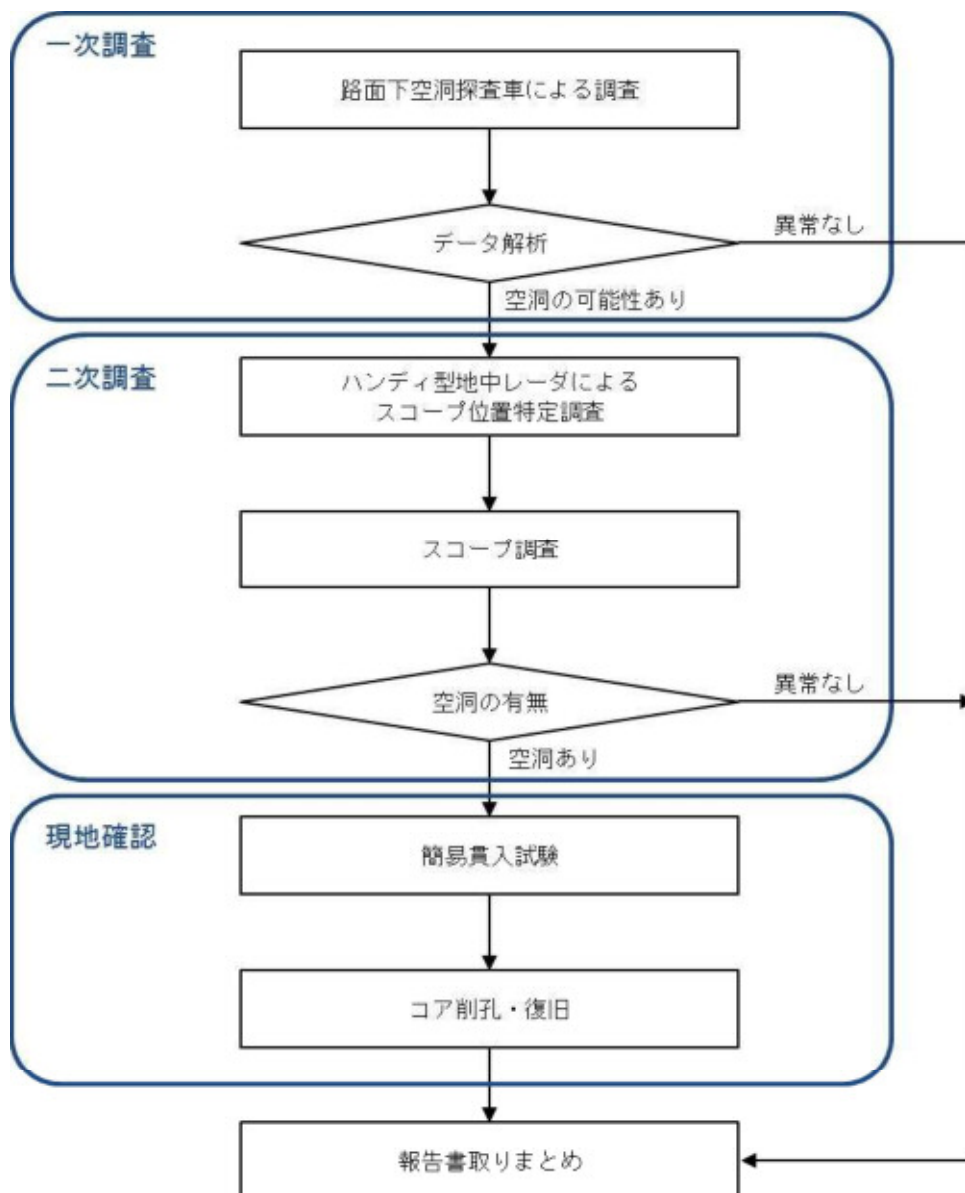 一次調査
路面下空洞探査車による調査
データ解析
異常なし
空洞の可能性あり
二次調査
ハンディ型地中レーダによる
スコープ位置特定調査
スコープ調査
空洞の有無
異常なし
空洞あり
現地確認
簡易貫入試験
コア削孔・復旧
報告書取りまとめ